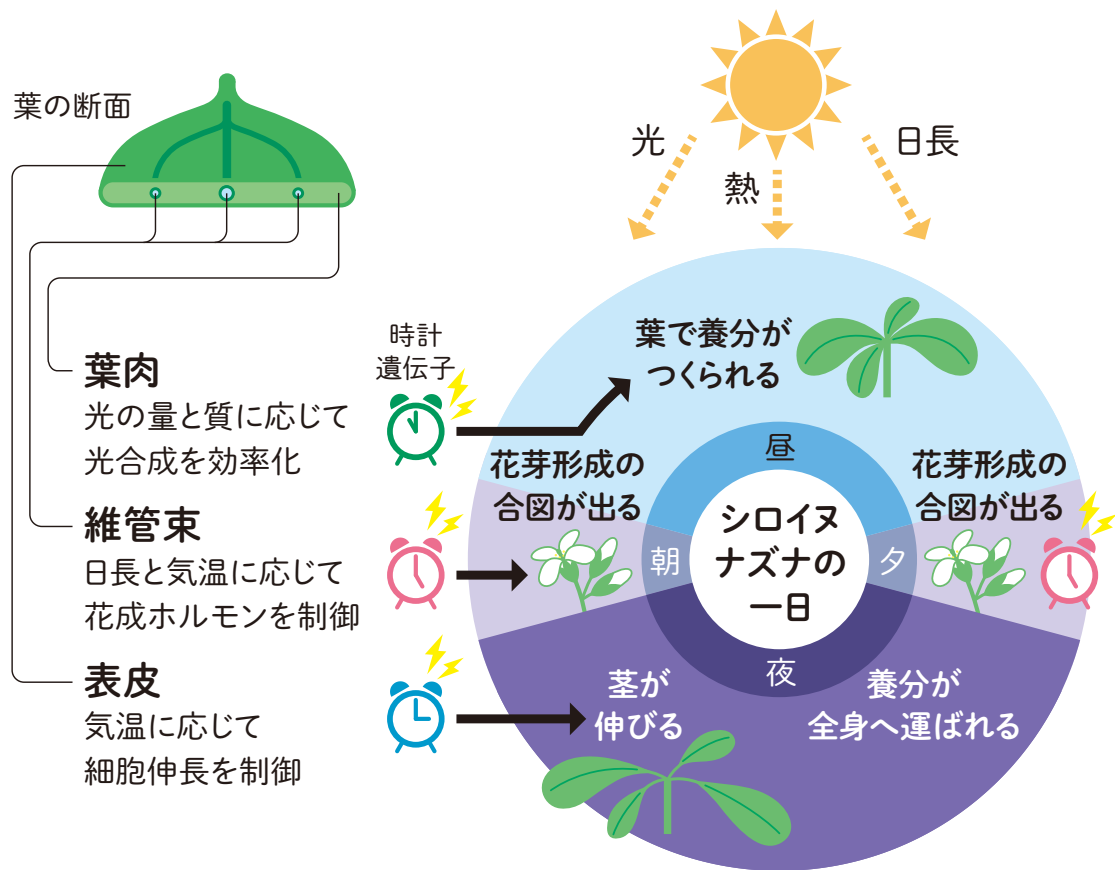 葉の断面
葉肉
光の量と質に応じて
光合成を効率化
維管束
日長と気温に応じて
花成ホルモンを制御
表皮
気温に応じて
細胞伸長を制御
時計
遺伝子
光
熱
日長
葉で養分が
つくられる
花芽形成の
合図が出る
花芽形成の
合図が出る
昼
朝
夕
夜
シロイヌ
ナズナの
一日
茎が
伸びる
養分が
全身へ運ばれる